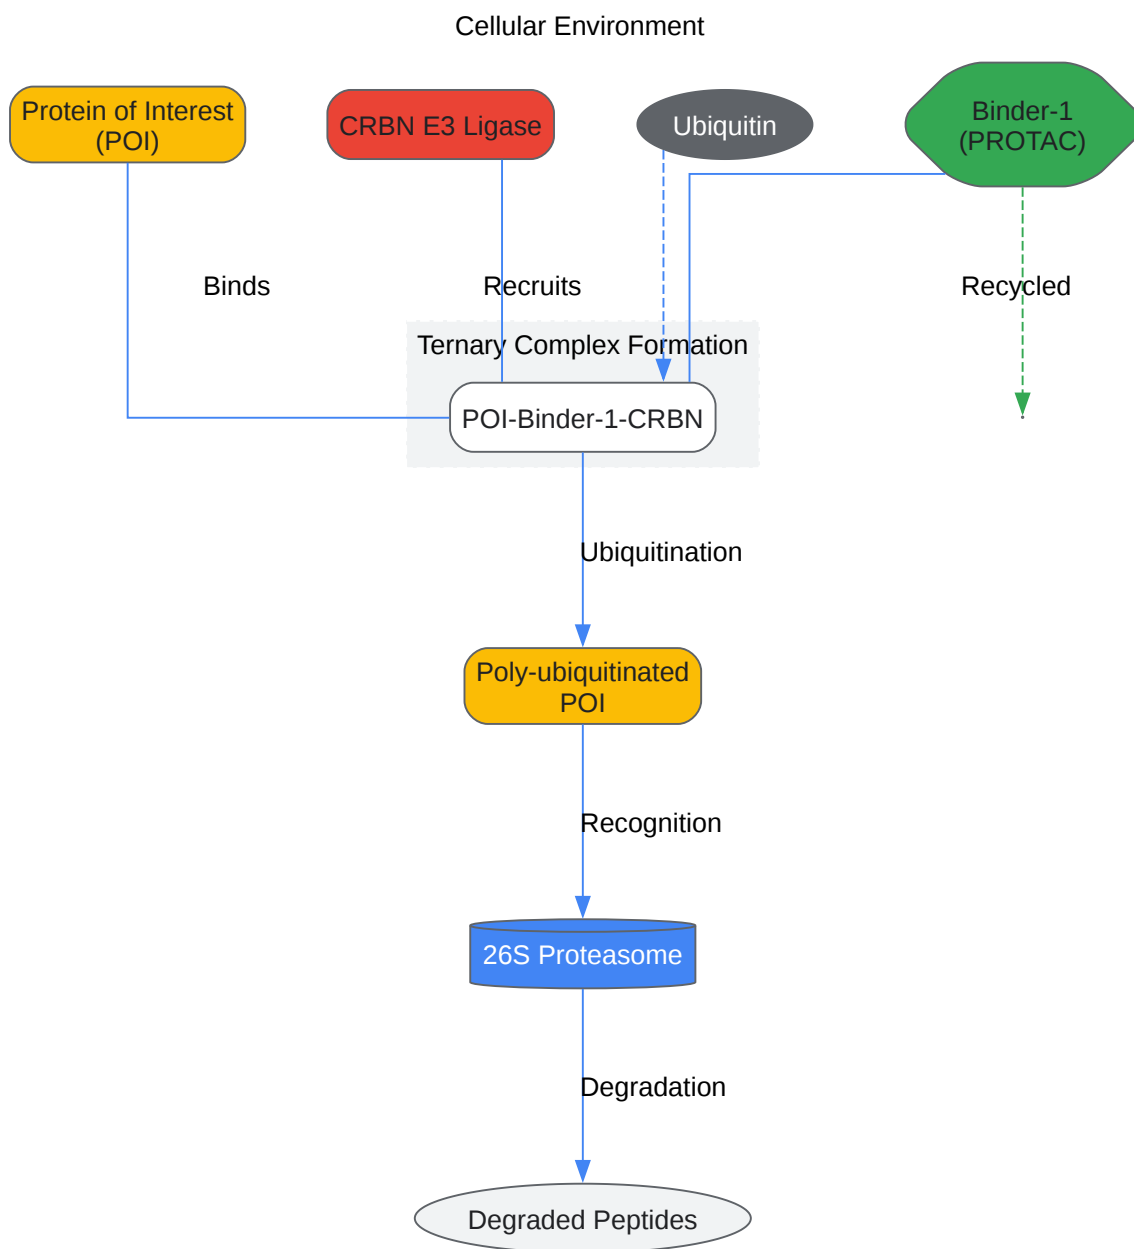 Cellular Environment
Protein of Interest
(POI)
CRBN E3 Ligase
Ubiquitin
Binder-1
(PROTAC)
Binds
Recruits
Recycled
Ternary Complex Formation
POI-Binder-1-CRBN
Ubiquitination
Poly-ubiquitinated
POI
Recognition
26S Proteasome
Degradation
Degraded Peptides